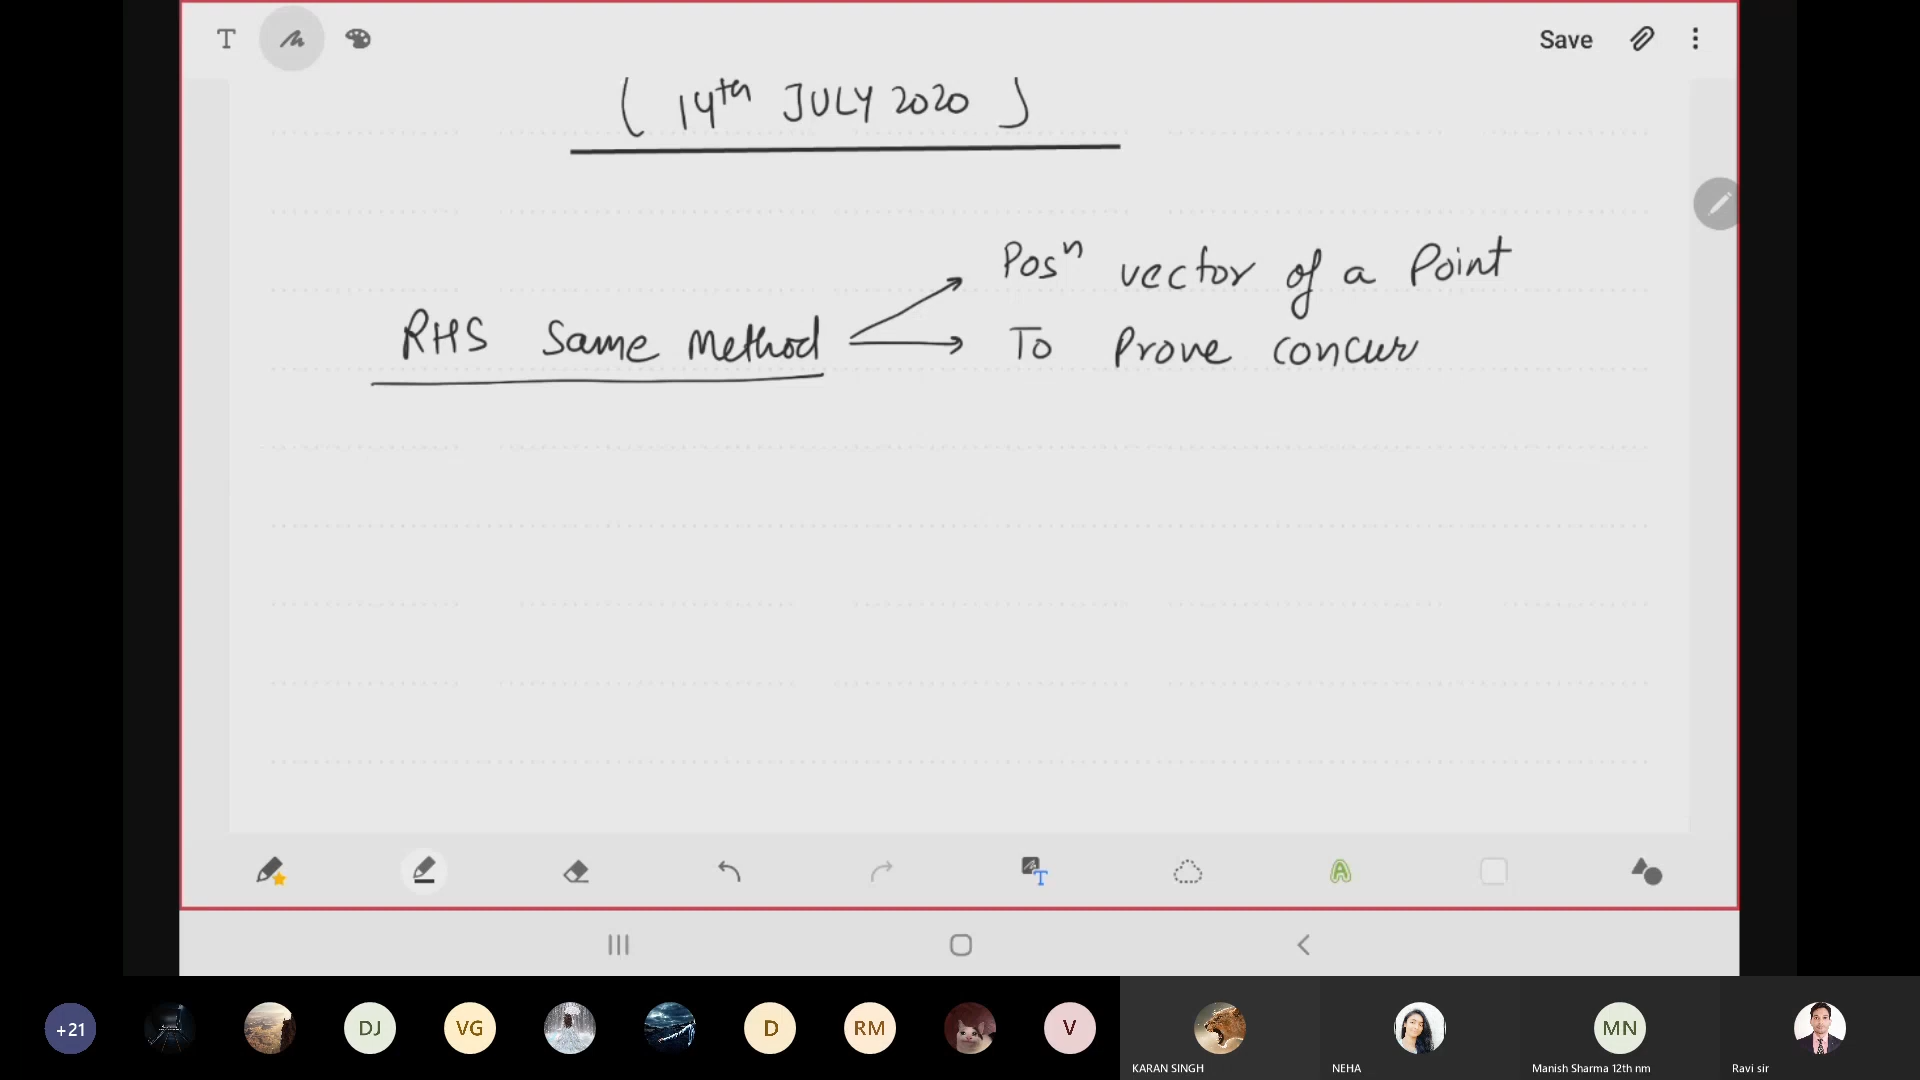 T Save
( 14th JULY 2020 )
Posn vector of a Point
RHS Same Method
To Prove concur
T
A
+21 DJ VG D RM V MN
KARAN SINGH NEHA Manish Sharma 12th nm Ravi sir